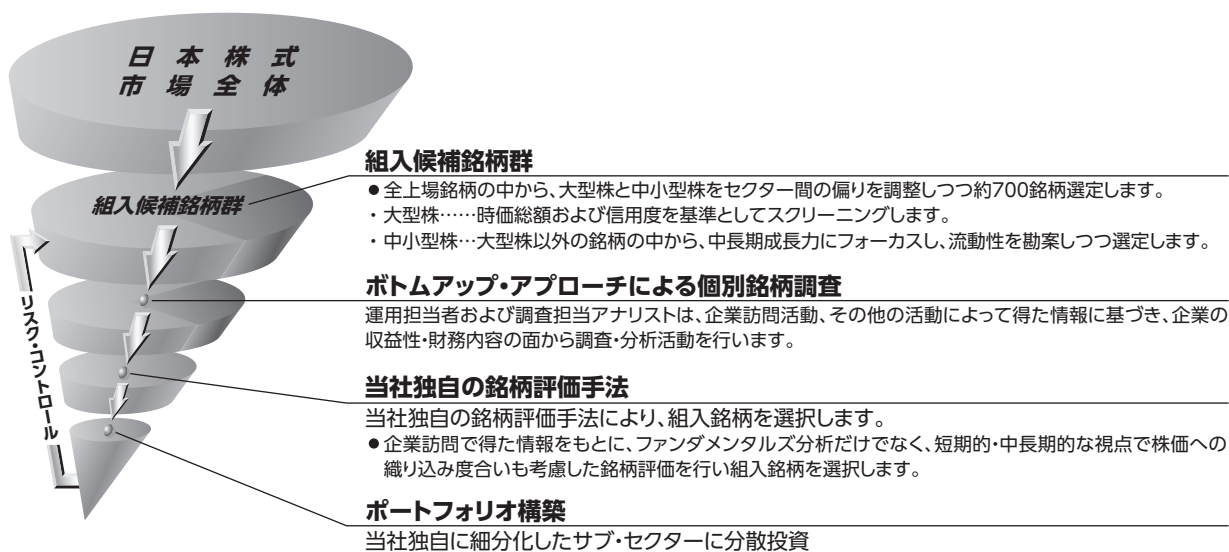 日本株式
市場全体
組入候補銘柄群
リスク・コントロール
組入候補銘柄群
●全上場銘柄の中から、大型株と中小型株をセクター間の偏りを調整しつつ約700銘柄選定します。
・大型株……時価総額および信用度を基準としてスクリーニングします。
・中小型株…大型株以外の銘柄の中から、中長期成長力にフォーカスし、流動性を勘案しつつ選定します。
ボトムアップ・アプローチによる個別銘柄調査
運用担当者および調査担当アナリストは、企業訪問活動、その他の活動によって得た情報に基づき、企業の
収益性・財務内容の面から調査・分析活動を行います。
当社独自の銘柄評価手法
当社独自の銘柄評価手法により、組入銘柄を選択します。
●企業訪問で得た情報をもとに、ファンダメンタルズ分析だけでなく、短期的・中長期的な視点で株価への
織り込み度合いも考慮した銘柄評価を行い組入銘柄を選択します。
ポートフォリオ構築
当社独自に細分化したサブ・セクターに分散投資